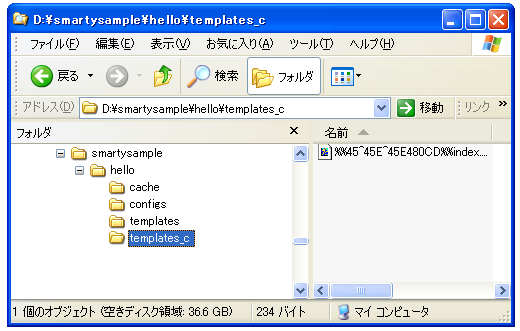 D:¥smartysample¥hello¥templates_c
ファイル(F) 編集(E) 表示(V) お気に入り(A) ツール(T) ヘルプ(H)
戻る 検索 フォルダ
アドレス(D) D:¥smartysample¥hello¥templates_c 移動 リンク »
フォルダ × 名前
smartysample %%45^45E^45E480CD%%index....
hello
cache
configs
templates
templates_c
1 個のオブジェクト (空きディスク領域: 36.6 GB) 234 バイト マイ コンピュータ